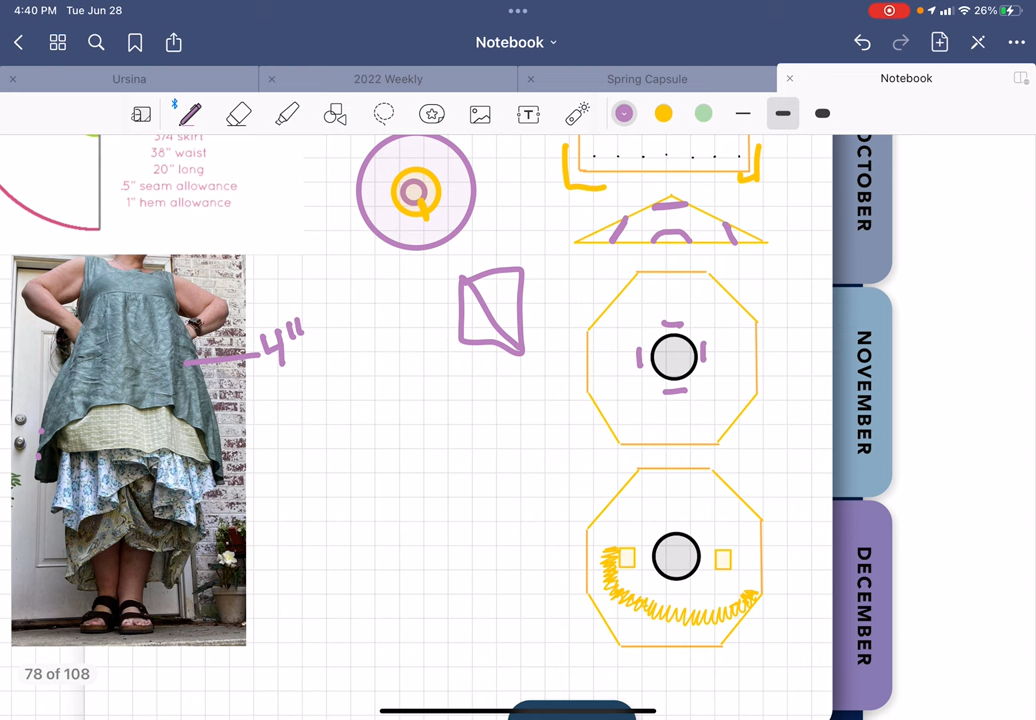 4:40 PM Tue Jun 28
26%
Notebook
Ursina
2022 Weekly
Spring Capsule
Notebook
T
3/4 skirt
38" waist
20" long
.5" seam allowance
1" hem allowance
4"
OCTOBER
NOVEMBER
DECEMBER
78 of 108